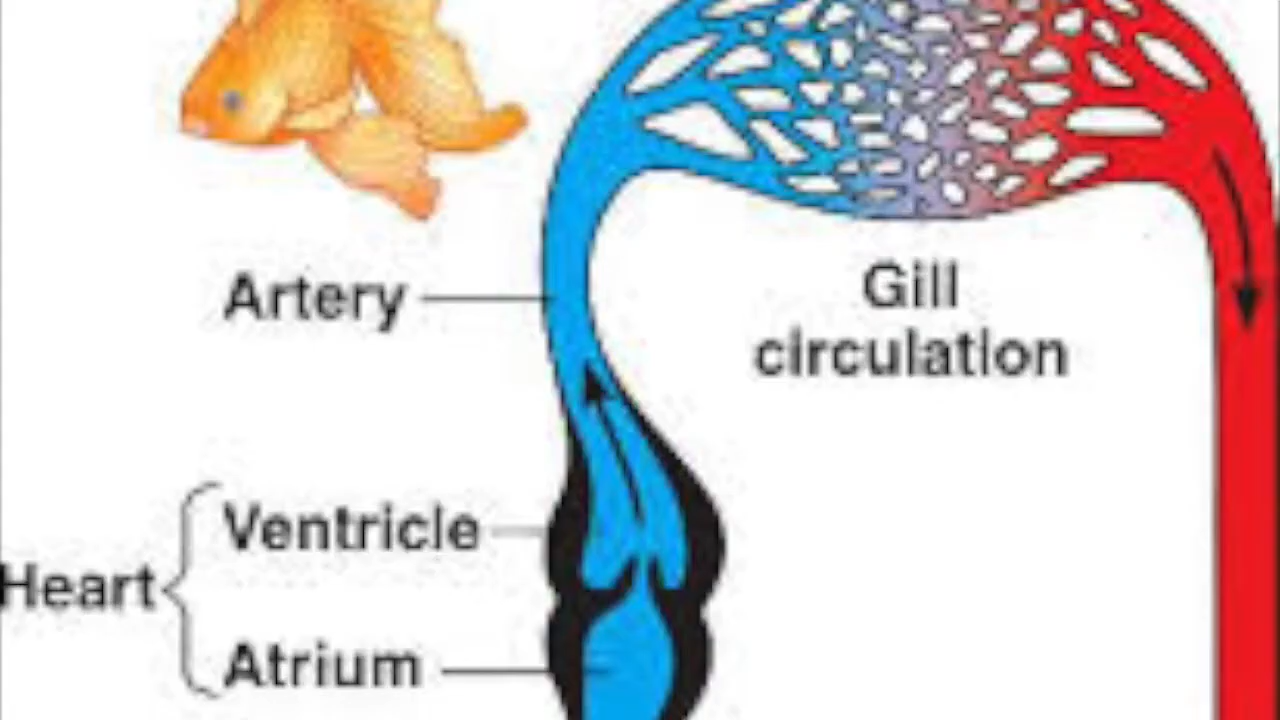 Artery
Gill
circulation
Ventricle
Heart
Atrium